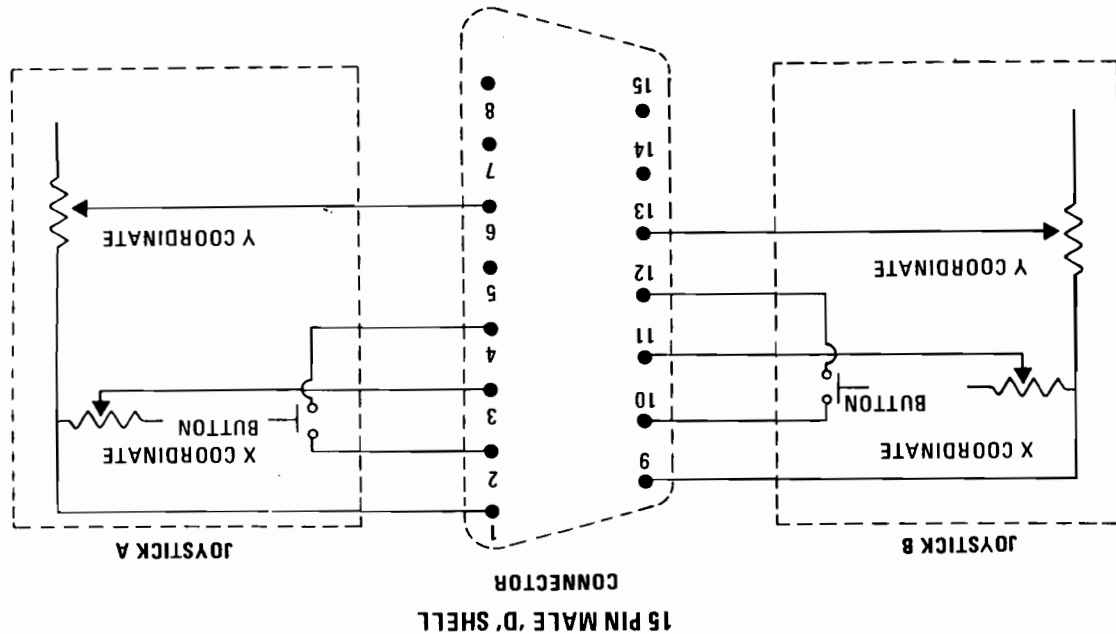 15 PIN MALE 'D' SHELL
CONNECTOR
JOYSTICK B
X COORDINATE
BUTTON
Y COORDINATE
9
10
11
12
13
14
15
1
2
3
4
5
6
7
8
JOYSTICK A
X COORDINATE
BUTTON
Y COORDINATE